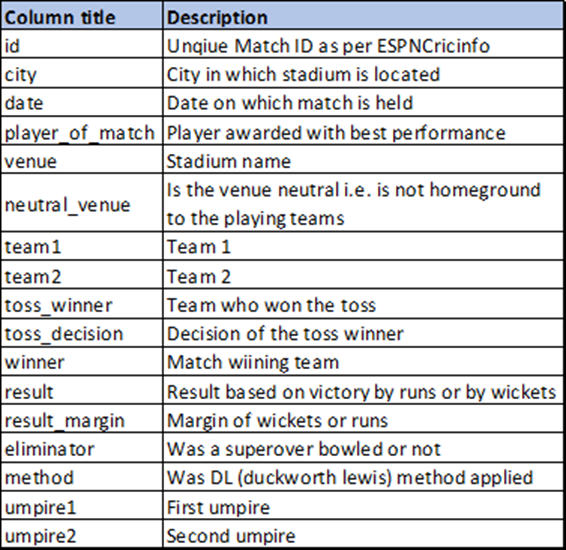 Column title Description
id Unqiue Match ID as per ESPNCricinfo
city City in which stadium is located
date Date on which match is held
player_of_match Player awarded with best performance
venue Stadium name
neutral_venue Is the venue neutral i.e. is not homeground
to the playing teams
team1 Team 1
team2 Team 2
toss_winner Team who won the toss
toss_decision Decision of the toss winner
winner Match wiining team
result Result based on victory by runs or by wickets
result_margin Margin of wickets or runs
eliminator Was a superover bowled or not
method Was DL (duckworth lewis) method applied
umpire1 First umpire
umpire2 Second umpire